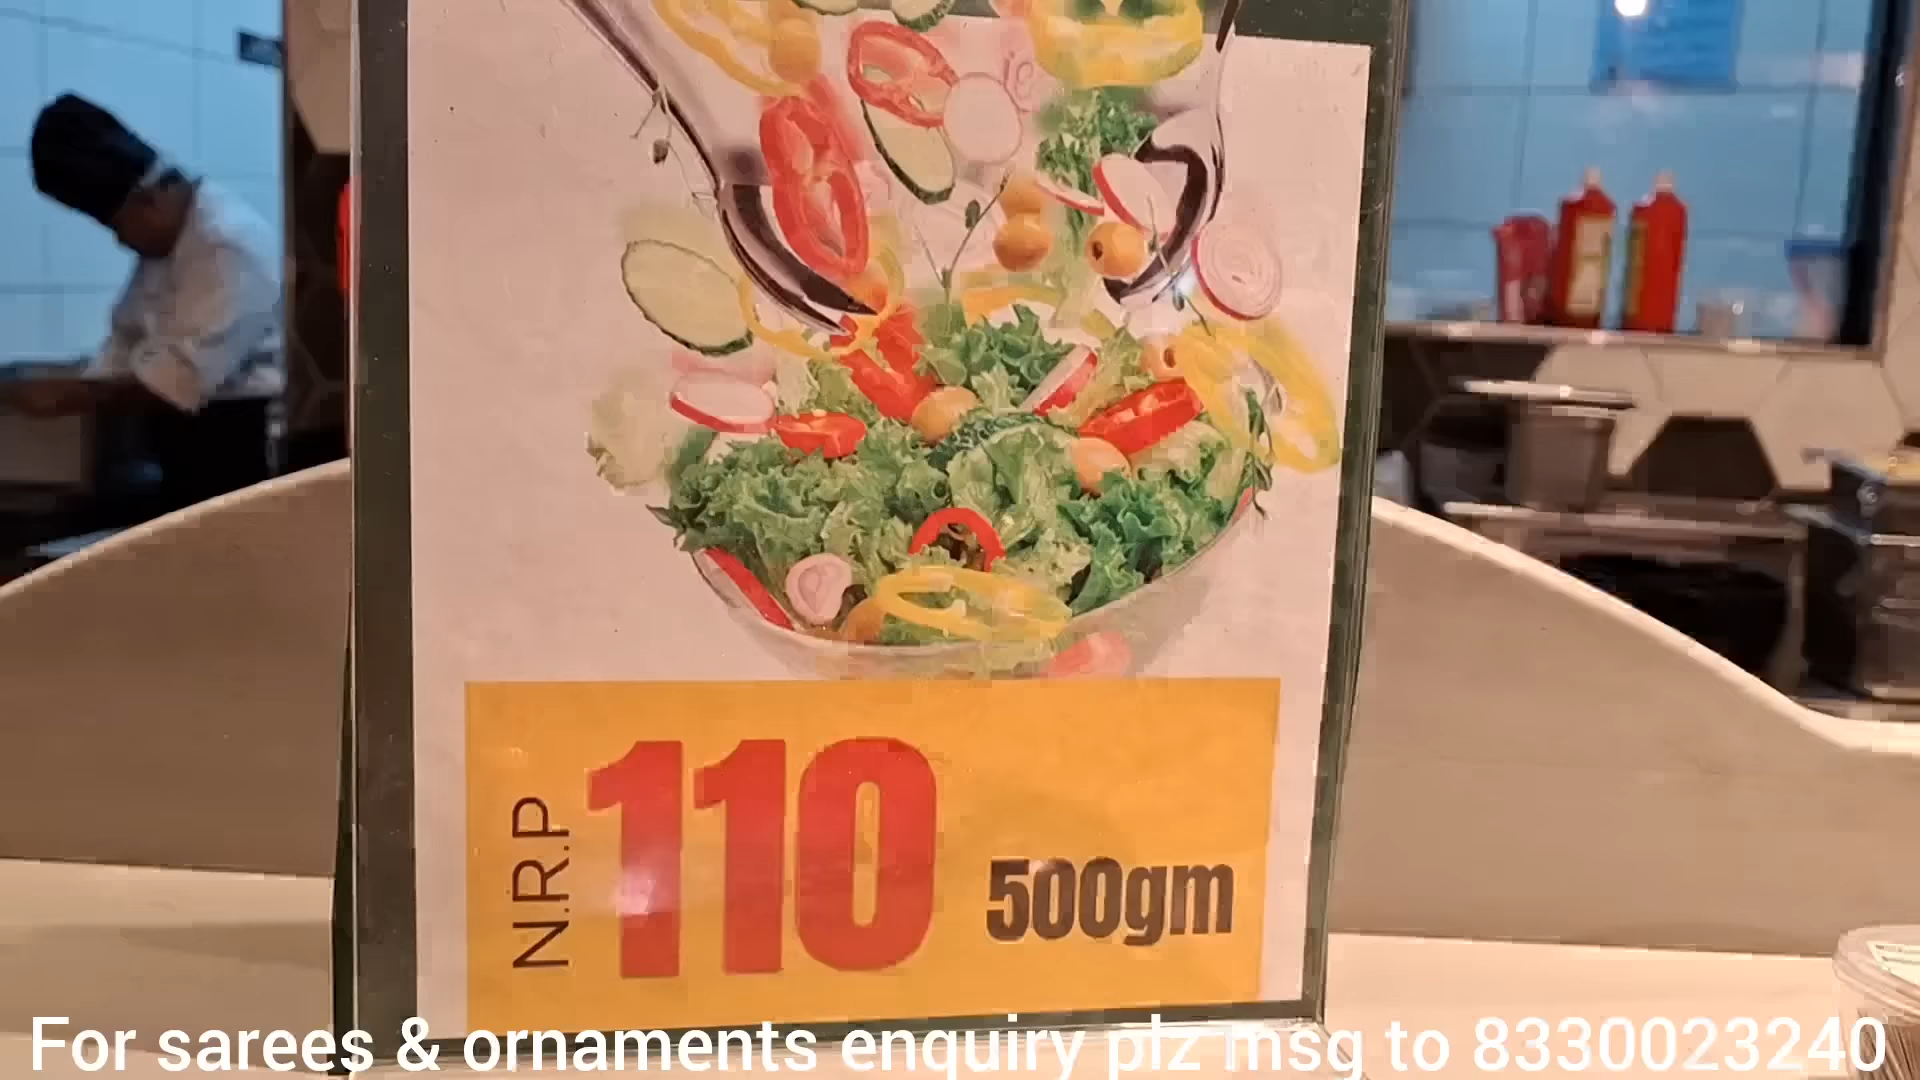 N.R.P 110 500gm
For sarees & ornaments enquiry plz msg to 8330023240